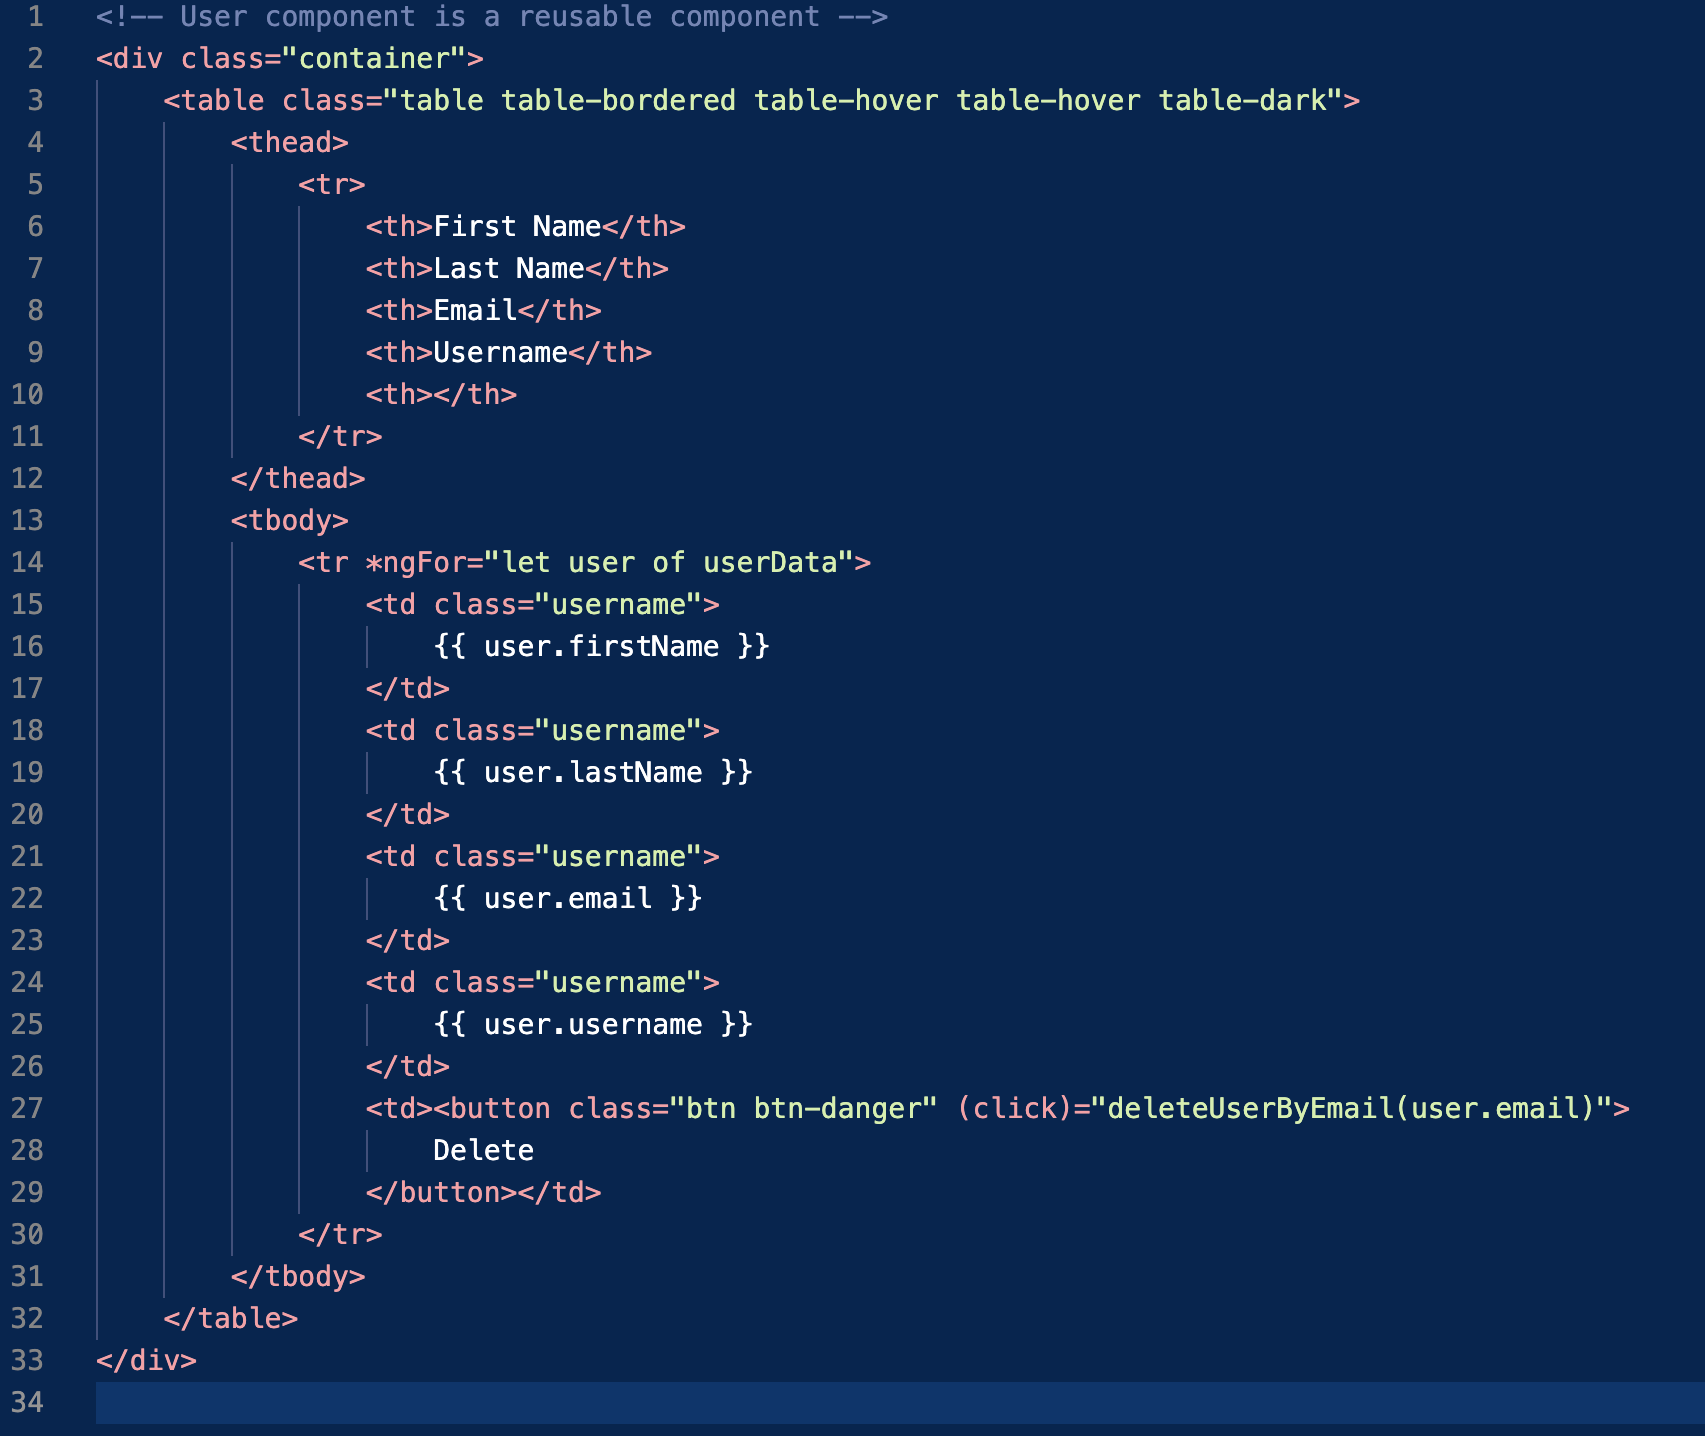 1 <!-- User component is a reusable component -->
2 <div class="container">
3     <table class="table table-bordered table-hover table-hover table-dark">
4         <thead>
5             <tr>
6                 <th>First Name</th>
7                 <th>Last Name</th>
8                 <th>Email</th>
9                 <th>Username</th>
10                 <th></th>
11             </tr>
12         </thead>
13         <tbody>
14             <tr *ngFor="let user of userData">
15                 <td class="username">
16                     {{ user.firstName }}
17                 </td>
18                 <td class="username">
19                     {{ user.lastName }}
20                 </td>
21                 <td class="username">
22                     {{ user.email }}
23                 </td>
24                 <td class="username">
25                     {{ user.username }}
26                 </td>
27                 <td><button class="btn btn-danger" (click)="deleteUserByEmail(user.email)">
28                     Delete
29                 </button></td>
30             </tr>
31         </tbody>
32     </table>
33 </div>
34